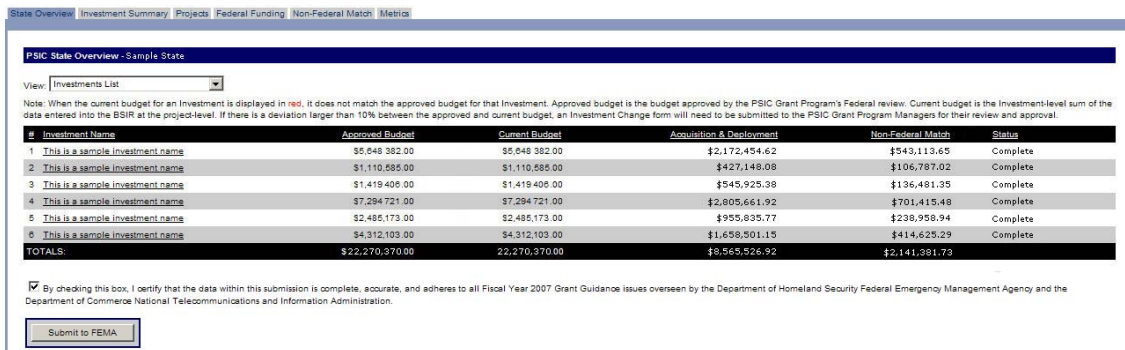 State Overview Investment Summary Projects Federal Funding Non-Federal Match Metrics
PSIC State Overview - Sample State
View: Investments List
Note: When the current budget for an Investment is displayed in red, it does not match the approved budget for that Investment. Approved budget is the budget approved by the PSIC Grant Program's Federal review. Current budget is the Investment-level sum of the
data entered into the BSIR at the project-level. If there is a deviation larger than 10% between the approved and current budget, an Investment Change form will need to be submitted to the PSIC Grant Program Managers for their review and approval.
# Investment Name Approved Budget Current Budget Acquisition & Deployment Non-Federal Match Status
1 This is a sample investment name $5,648 382.00 $5,648 382.00 $2,172,454.62 $543,113.65 Complete
2 This is a sample investment name $1,110,585.00 $1,110,585.00 $427,148.08 $106,787.02 Complete
3 This is a sample investment name $1,419 406.00 $1,419 406.00 $545,925.38 $136,481.35 Complete
4 This is a sample investment name $7,294 721.00 $7,294 721.00 $2,805,661.92 $701,415.48 Complete
5 This is a sample investment name $2,485,173.00 $2,485,173.00 $955,835.77 $238,958.94 Complete
6 This is a sample investment name $4,312,103.00 $4,312,103.00 $1,658,501.15 $414,625.29 Complete
TOTALS: $22,270,370.00 22,270,370.00 $8,565,526.92 $2,141,381.73
By checking this box, I certify that the data within this submission is complete, accurate, and adheres to all Fiscal Year 2007 Grant Guidance issues overseen by the Department of Homeland Security Federal Emergency Management Agency and the
Department of Commerce National Telecommunications and Information Administration.
Submit to FEMA